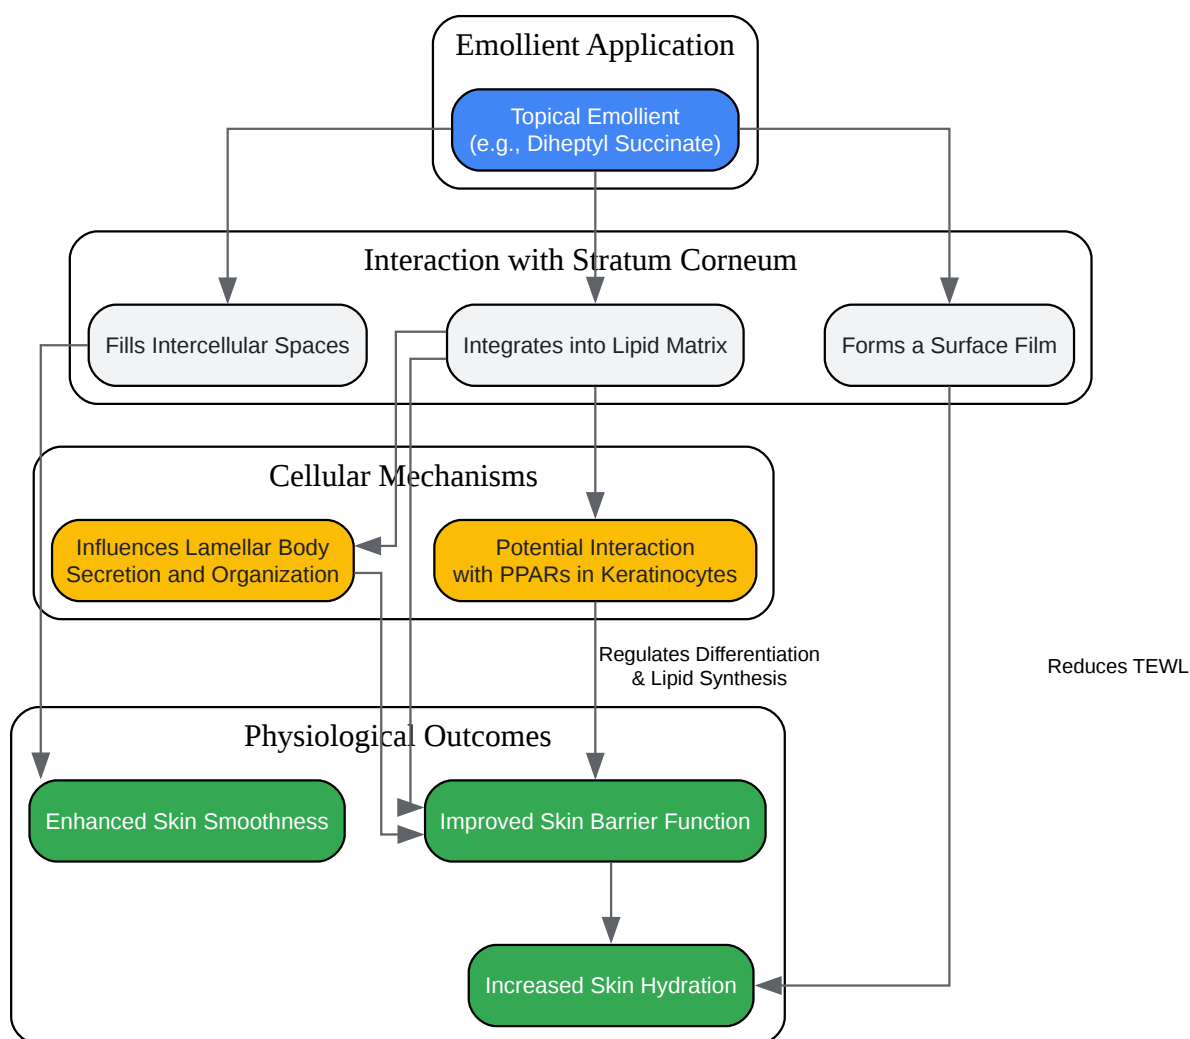 Emollient Application
Topical Emollient
(e.g., Diheptyl Succinate)
Interaction with Stratum Corneum
Fills Intercellular Spaces
Integrates into Lipid Matrix
Forms a Surface Film
Cellular Mechanisms
Influences Lamellar Body
Secretion and Organization
Potential Interaction
with PPARs in Keratinocytes
Regulates Differentiation
& Lipid Synthesis
Reduces TEWL
Physiological Outcomes
Enhanced Skin Smoothness
Improved Skin Barrier Function
Increased Skin Hydration